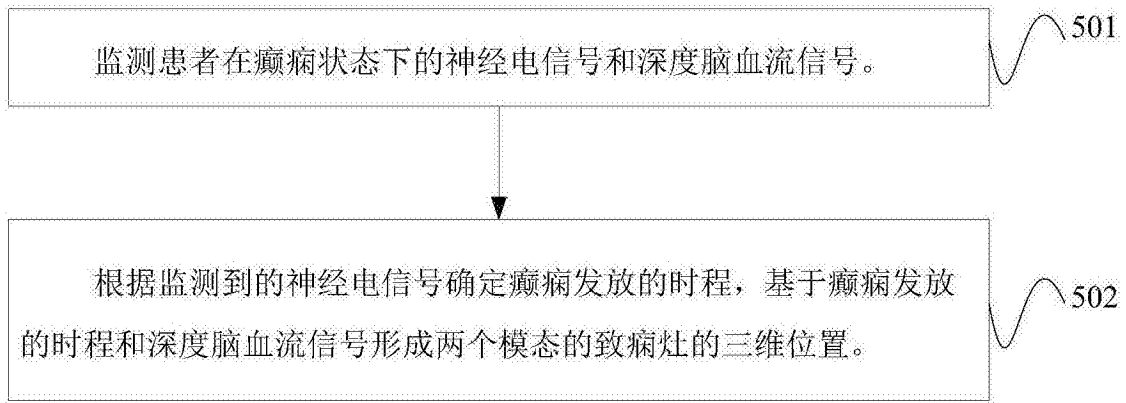 监测患者在癫痫状态下的神经电信号和深度脑血流信号。
501
根据监测到的神经电信号确定癫痫发放的时程，基于癫痫发放
的时程和深度脑血流信号形成两个模态的致痫灶的三维位置。
502